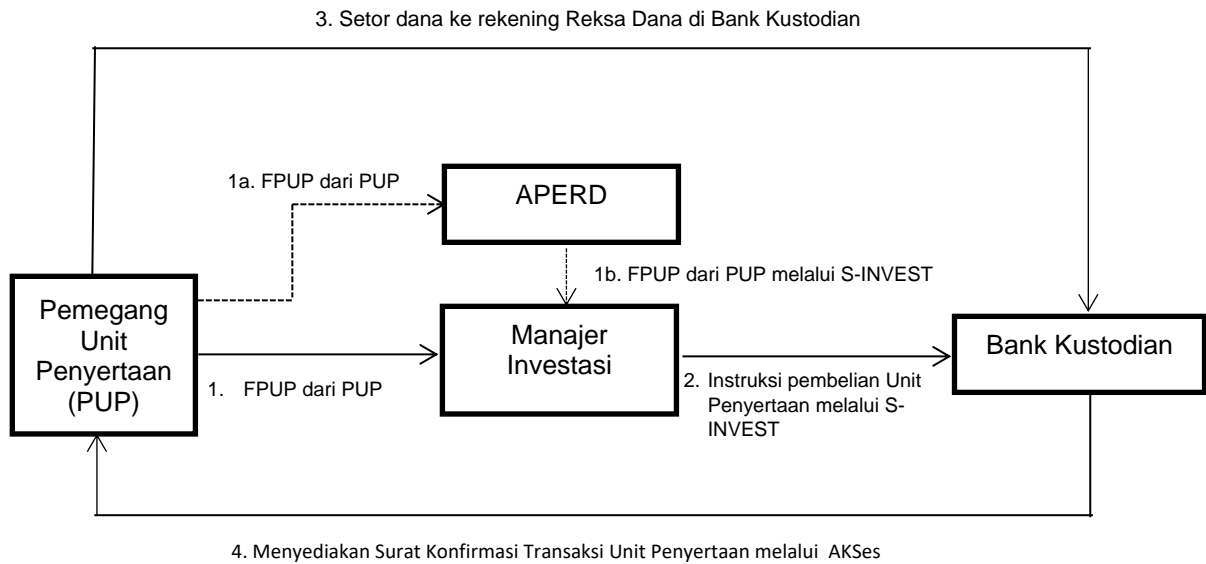 3. Setor dana ke rekening Reksa Dana di Bank Kustodian
1a. FPUP dari PUP
APERD
1b. FPUP dari PUP melalui S-INVEST
Pemegang
Unit
Penyertaan
(PUP)
Manajer
Investasi
Bank Kustodian
1. FPUP dari PUP
2. Instruksi pembelian Unit
Penyertaan melalui S-
INVEST
4. Menyediakan Surat Konfirmasi Transaksi Unit Penyertaan melalui AKSes